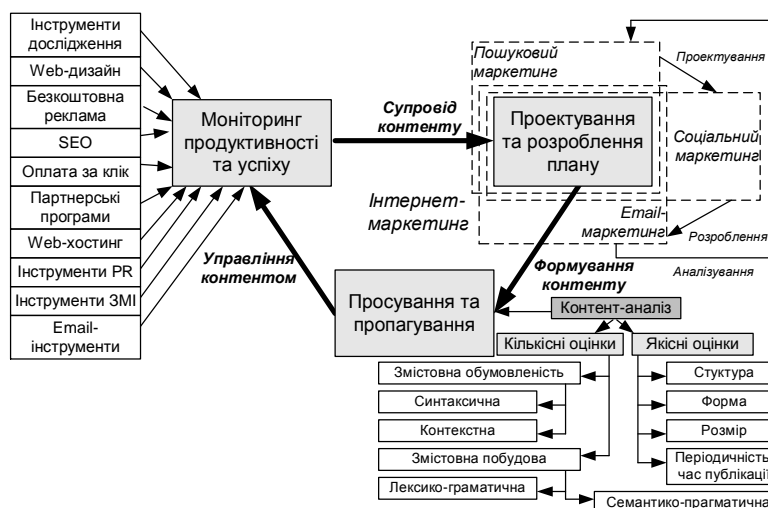 Інструменти
дослідження
Web-дизайн
Безкоштовна
реклама
SEO
Оплата за клік
Партнерські
програми
Web-хостинг
Інструменти PR
Інструменти ЗМІ
Email-
інструменти
Моніторинг
продуктивності
та успіху
Супровід
контенту
Пошуковий
маркетинг
Проектування
Проектування
та розроблення
плану
Соціальний
маркетинг
Інтернет-
маркетинг
Email-
маркетинг
Розроблення
Аналізування
Управління
контентом
Формування
контенту
Просування та
пропагування
Контент-аналіз
Кількісні оцінки
Якісні оцінки
Змістовна обумовленість
Синтаксична
Контекстна
Змістовна побудова
Лексико-граматична
Семантико-прагматична
Стуктура
Форма
Розмір
Періодичність
час публікації